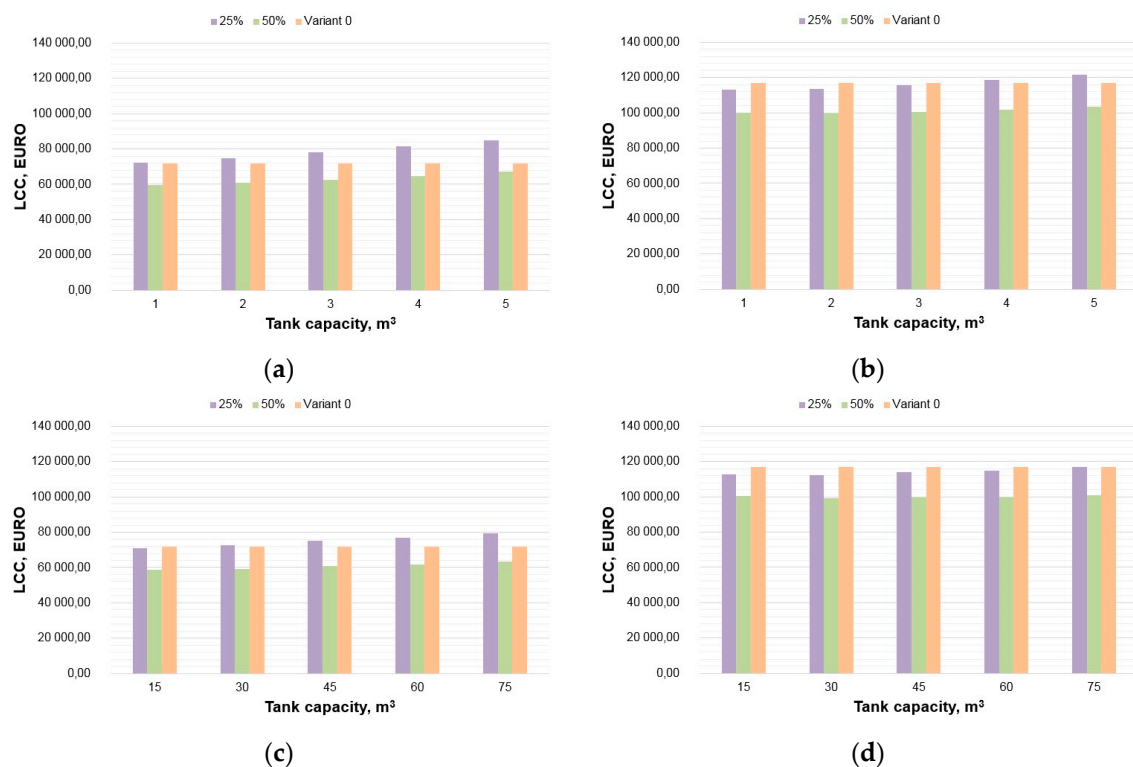 25% 50% Variant 0
140 000,00
120 000,00
100 000,00
80 000,00
60 000,00
40 000,00
20 000,00
0,00
LCC, EURO
1 2 3 4 5
Tank capacity, m³
(a)
25% 50% Variant 0
140 000,00
120 000,00
100 000,00
80 000,00
60 000,00
40 000,00
20 000,00
0,00
LCC, EURO
1 2 3 4 5
Tank capacity, m³
(b)
25% 50% Variant 0
140 000,00
120 000,00
100 000,00
80 000,00
60 000,00
40 000,00
20 000,00
0,00
LCC, EURO
15 30 45 60 75
Tank capacity, m³
(c)
25% 50% Variant 0
140 000,00
120 000,00
100 000,00
80 000,00
60 000,00
40 000,00
20 000,00
0,00
LCC, EURO
15 30 45 60 75
Tank capacity, m³
(d)